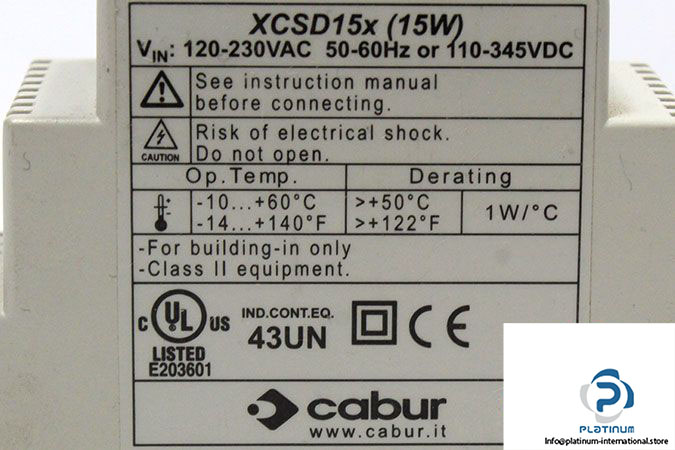 XCSD15x (15W)
VIN: 120-230VAC 50-60Hz or 110-345VDC
See instruction manual
before connecting.
CAUTION
Risk of electrical shock.
Do not open.
Op.Temp.
Derating
-10...+60°C
-14...+140°F
>+50°C
>+122°F
1W/°C
-For building-in only
-Class II equipment.
C UL US
LISTED
E203601
IND.CONT.EQ.
43UN
CE
cabur
www.cabur.it
PLATINUM
Info@platinum-international.store